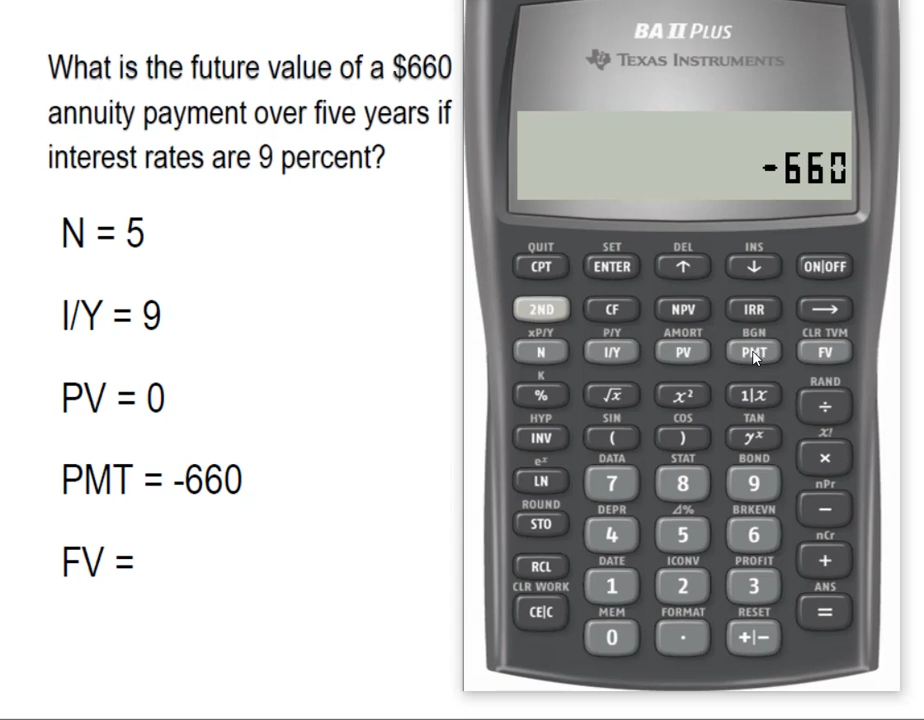 What is the future value of a $660
annuity payment over five years if
interest rates are 9 percent?
N = 5
I/Y = 9
PV = 0
PMT = -660
FV =
BA II PLUS
TEXAS INSTRUMENTS
-660
QUIT SET DEL INS
CPT ENTER ↑ ↓ ON|OFF
2ND CF NPV IRR →
xP/Y P/Y AMORT BGN CLR TVM
N I/Y PV PMT FV
K RAND
% √x x² 1|x ÷
HYP SIN COS TAN x!
INV ( ) yˣ ×
eˣ DATA STAT BOND nPr
LN 7 8 9 −
ROUND DEPR Δ% BRKEVN nCr
STO 4 5 6 +
DATE ICONV PROFIT ANS
RCL 1 2 3 =
CLR WORK MEM FORMAT RESET
CE|C 0 . +|−